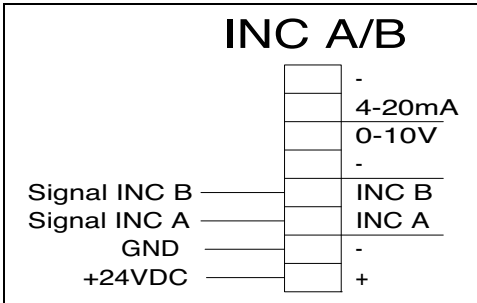 INC A/B
-
4-20mA
0-10V
-
Signal INC B INC B
Signal INC A INC A
GND -
+24VDC +